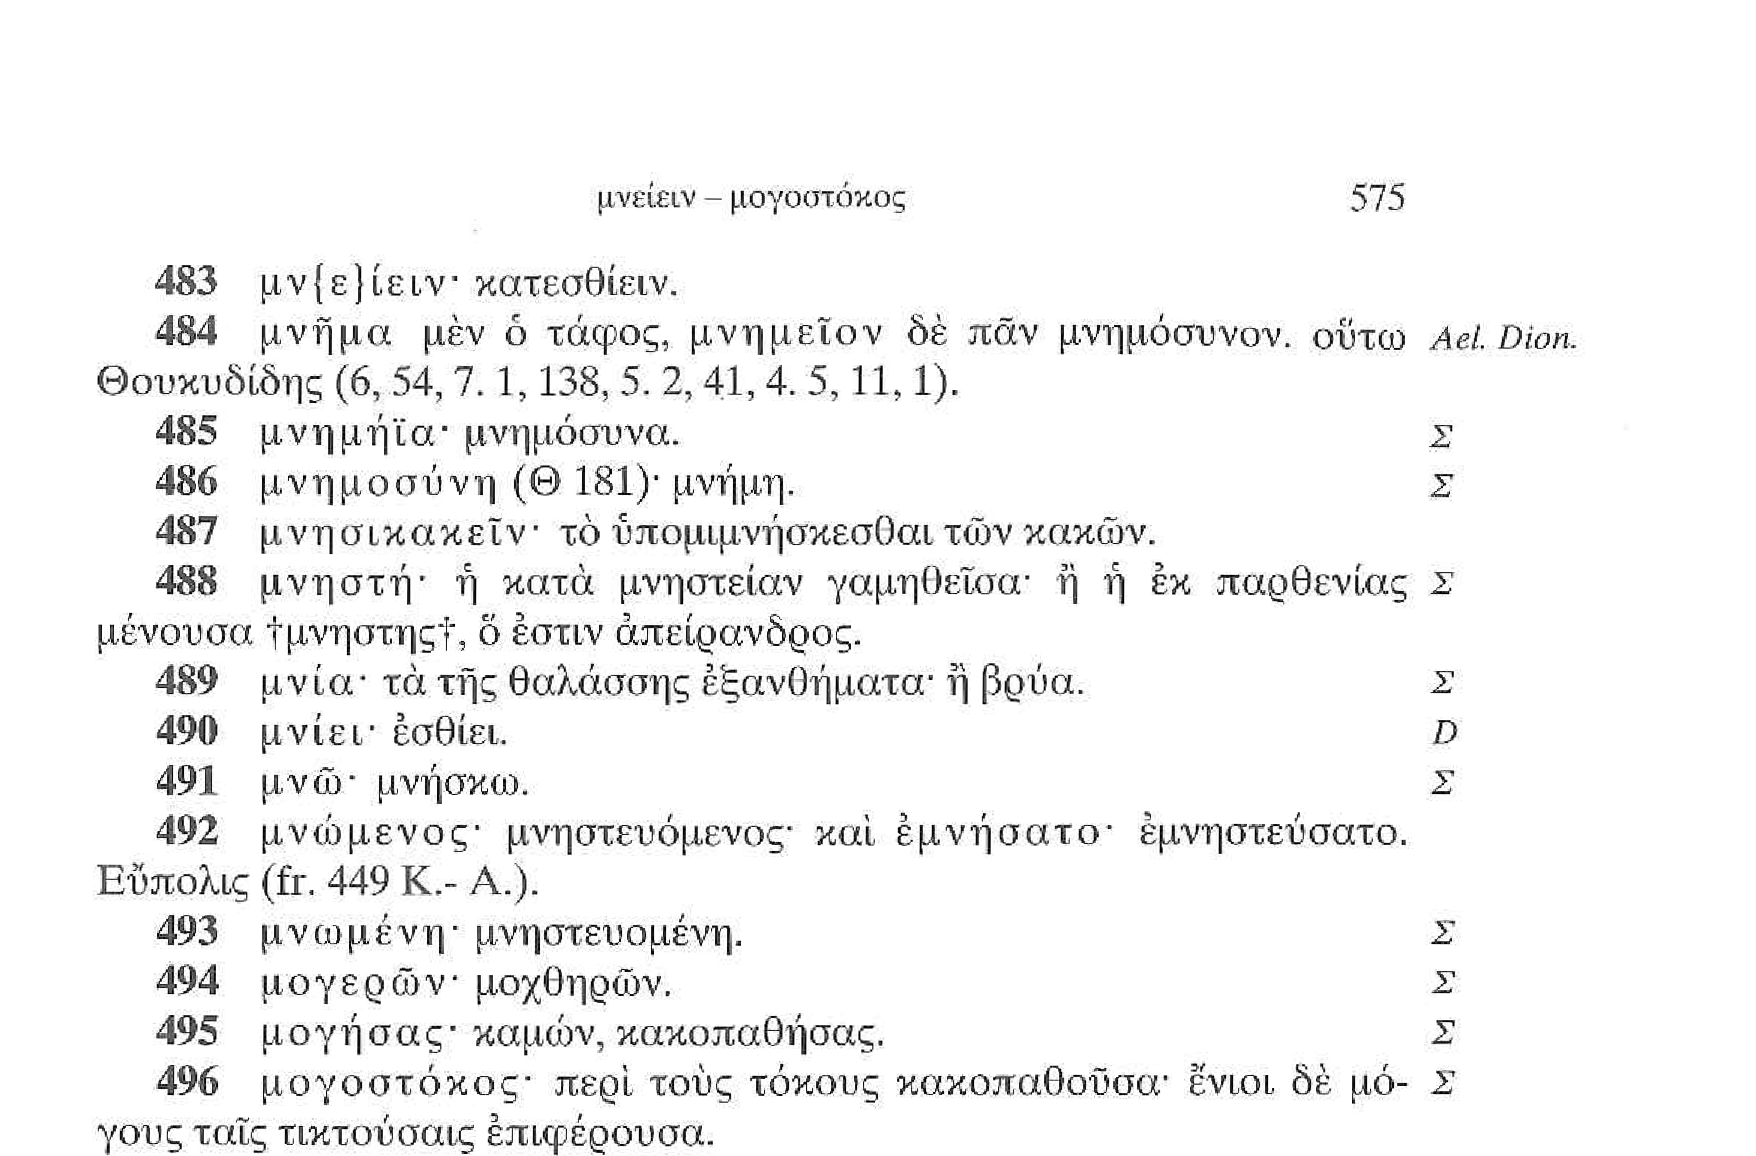 μνείειν – μογοστόκος 575
483 μν{ε}ίειν· κατεσθίειν.
484 μνῆμα μὲν ὁ τάφος, μνημεῖον δὲ πᾶν μνημόσυνον. οὕτω Ael. Dion.
Θουκυδίδης (6, 54, 7. 1, 138, 5. 2, 41, 4. 5, 11, 1).
485 μνημήϊα· μνημόσυνα. Σ
486 μνημοσύνη (Θ 181)· μνήμη. Σ
487 μνησικακεῖν· τὸ ὑπομιμνήσκεσθαι τῶν κακῶν.
488 μνηστή· ἡ κατὰ μνηστείαν γαμηθεῖσα· ἢ ἡ ἐκ παρθενίας Σ
μένουσα †μνηστης†, ὅ ἐστιν ἀπείρανδρος.
489 μνία· τὰ τῆς θαλάσσης ἐξανθήματα· ἢ βρύα. Σ
490 μνίει· ἐσθίει. D
491 μνῶ· μνήσκω. Σ
492 μνώμενος· μνηστευόμενος· καὶ ἐμνήσατο· ἐμνηστεύσατο.
Εὔπολις (fr. 449 K.- A.).
493 μνωμένη· μνηστευομένη. Σ
494 μογερῶν· μοχθηρῶν. Σ
495 μογήσας· καμών, κακοπαθήσας. Σ
496 μογοστόκος· περὶ τοὺς τόκους κακοπαθοῦσα· ἔνιοι δὲ μό- Σ
γους ταῖς τικτούσαις ἐπιφέρουσα.